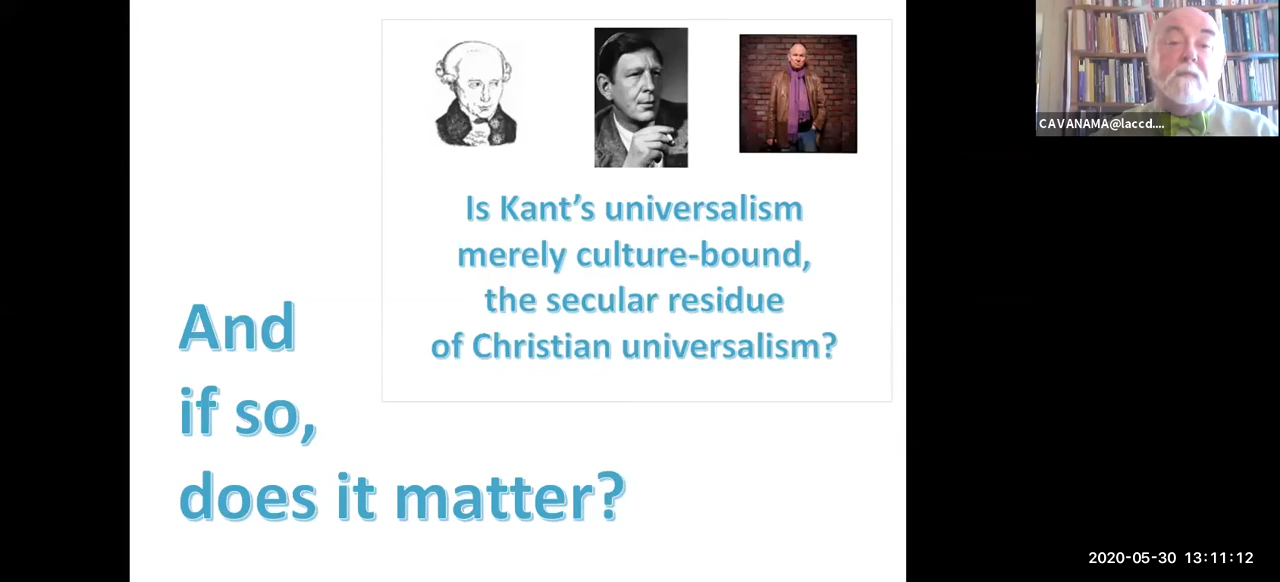 Is Kant’s universalism
merely culture-bound,
the secular residue
of Christian universalism?
And
if so,
does it matter?
CAVANAMA@laccd....
2020-05-30 13:11:12